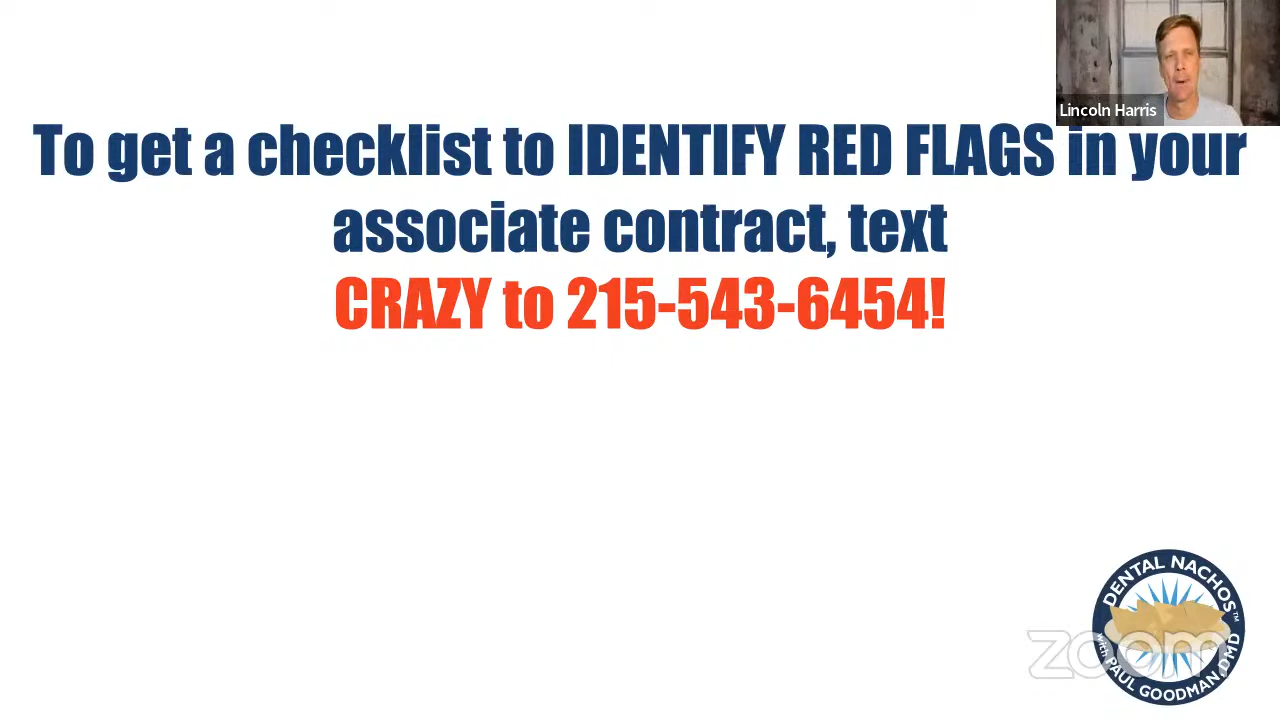 Lincoln Harris
To get a checklist to IDENTIFY RED FLAGS in your
associate contract, text
CRAZY to 215-543-6454!
DENTAL NACHOS™
with PAUL GOODMAN, DMD
zoom